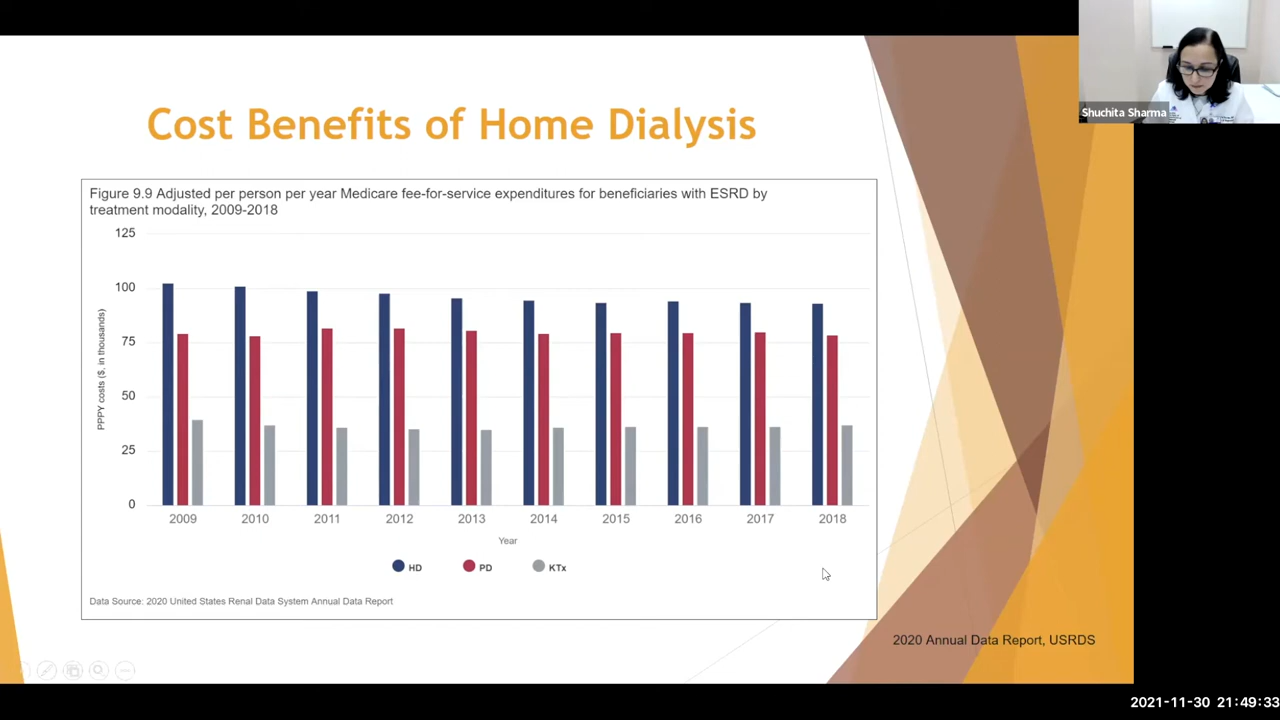 Cost Benefits of Home Dialysis
Shuchita Sharma
Figure 9.9 Adjusted per person per year Medicare fee-for-service expenditures for beneficiaries with ESRD by
treatment modality, 2009-2018
PPPY costs ($, in thousands)
125
100
75
50
25
0
2009 2010 2011 2012 2013 2014 2015 2016 2017 2018
Year
HD PD KTx
Data Source: 2020 United States Renal Data System Annual Data Report
2020 Annual Data Report, USRDS
2021-11-30 21:49:33